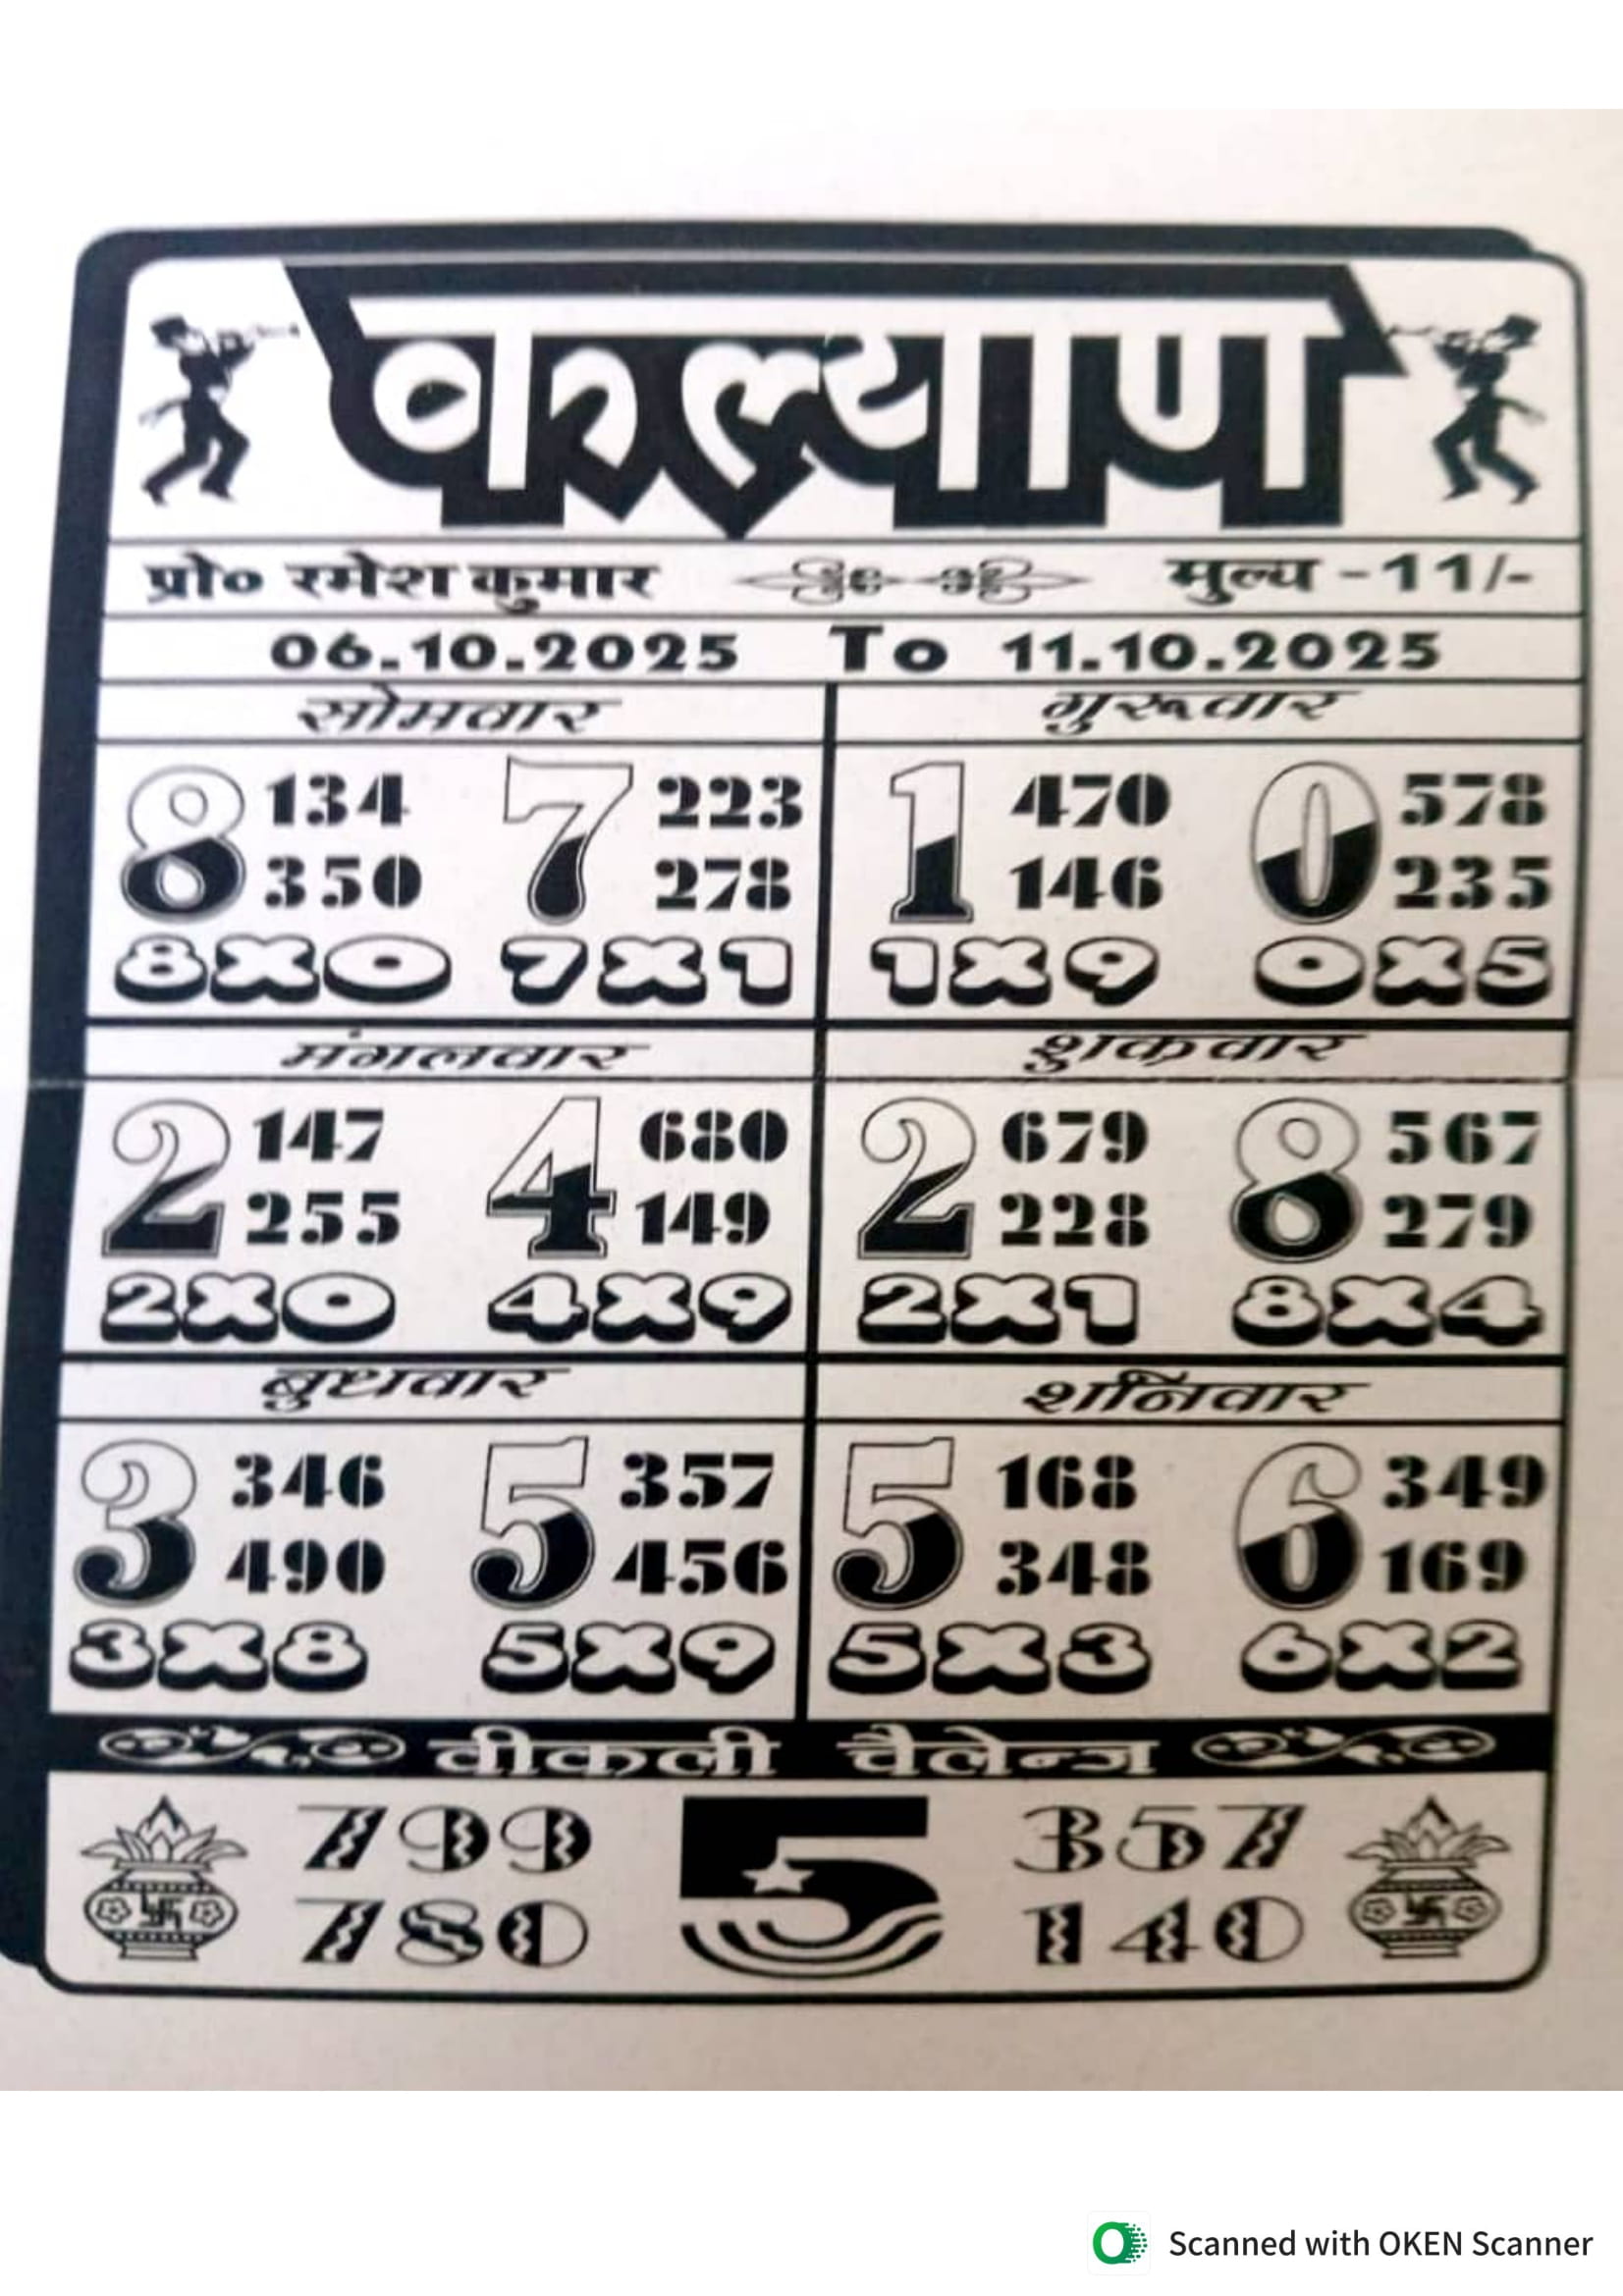 कल्याण
प्रो० रमेश कुमार मुल्य -11/-
06.10.2025 To 11.10.2025
सोमवार
8 134 7 223
350 278
8X0 7X1
गुरूवार
1 470 0 578
146 235
1X9 0X5
मंगलवार
2 147 4 680
255 149
2X0 4X9
शुक्रवार
2 679 8 567
228 279
2X1 8X4
बुधवार
3 346 5 357
490 456
3X8 5X9
शनिवार
5 168 6 349
348 169
5X3 6X2
वीकली चैलेन्ज
799 5 357
780 140
Scanned with OKEN Scanner